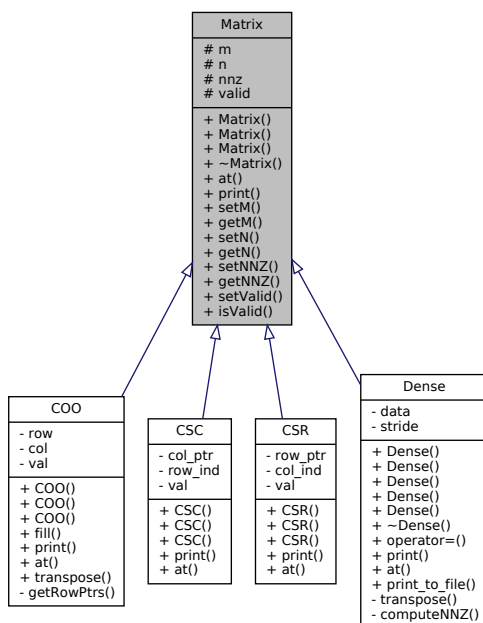 Matrix
# m
# n
# nnz
# valid
+ Matrix()
+ Matrix()
+ Matrix()
+ ~Matrix()
+ at()
+ print()
+ setM()
+ getM()
+ setN()
+ getN()
+ setNNZ()
+ getNNZ()
+ setValid()
+ isValid()
COO
- row
- col
- val
+ COO()
+ COO()
+ COO()
+ fill()
+ print()
+ at()
+ transpose()
- getRowPtrs()
CSC
- col_ptr
- row_ind
- val
+ CSC()
+ CSC()
+ CSC()
+ print()
+ at()
CSR
- row_ptr
- col_ind
- val
+ CSR()
+ CSR()
+ CSR()
+ print()
+ at()
Dense
- data
- stride
+ Dense()
+ Dense()
+ Dense()
+ Dense()
+ Dense()
+ ~Dense()
+ operator=()
+ print()
+ at()
+ print_to_file()
- transpose()
- computeNNZ()